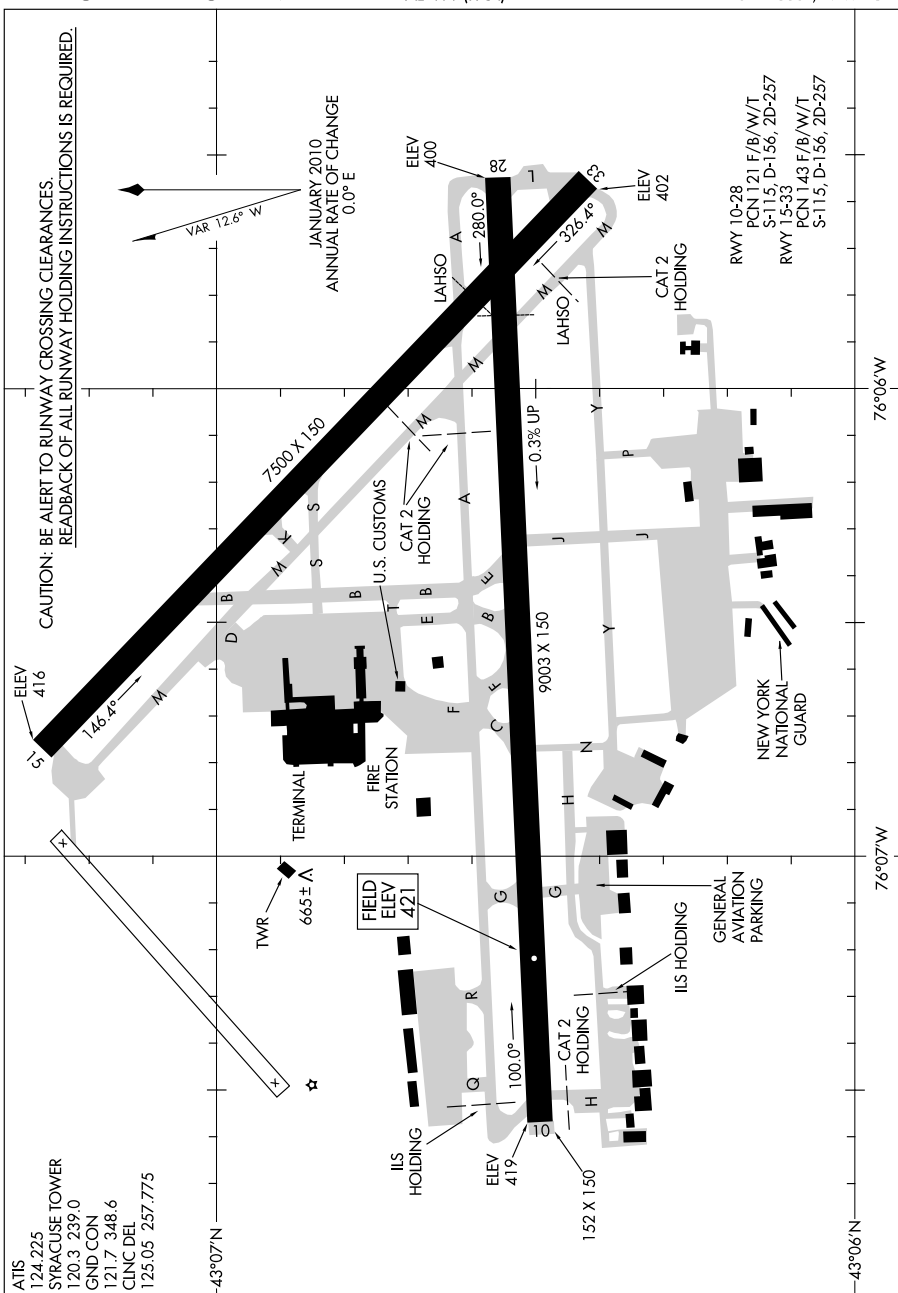 CAUTION: BE ALERT TO RUNWAY CROSSING CLEARANCES.
READBACK OF ALL RUNWAY HOLDING INSTRUCTIONS IS REQUIRED.
ATIS
124.225
SYRACUSE TOWER
120.3 239.0
GND CON
121.7 348.6
CLNC DEL
125.05 257.775
VAR 12.6° W
JANUARY 2010
ANNUAL RATE OF CHANGE
0.0° E
ELEV
416
15
146.4°
7500 X 150
ELEV
400
28
280.0°
33
326.4°
ELEV
402
LAHSO
LAHSO
CAT 2
HOLDING
CAT 2
HOLDING
U.S. CUSTOMS
TERMINAL
FIRE
STATION
TWR
665±
FIELD
ELEV
421
9003 X 150
0.3% UP
100.0°
10
ELEV
419
152 X 150
ILS
HOLDING
CAT 2
HOLDING
ILS HOLDING
GENERAL
AVIATION
PARKING
NEW YORK
NATIONAL
GUARD
RWY 10-28
PCN 121 F/B/W/T
S-115, D-156, 2D-257
RWY 15-33
PCN 143 F/B/W/T
S-115, D-156, 2D-257
43°07'N
43°06'N
76°07'W
76°06'W
A
A
L
M
M
M
M
M
M
K
S
S
B
B
B
B
D
T
E
E
F
F
C
G
G
H
H
N
J
J
P
Y
Y
Q
R
X
X